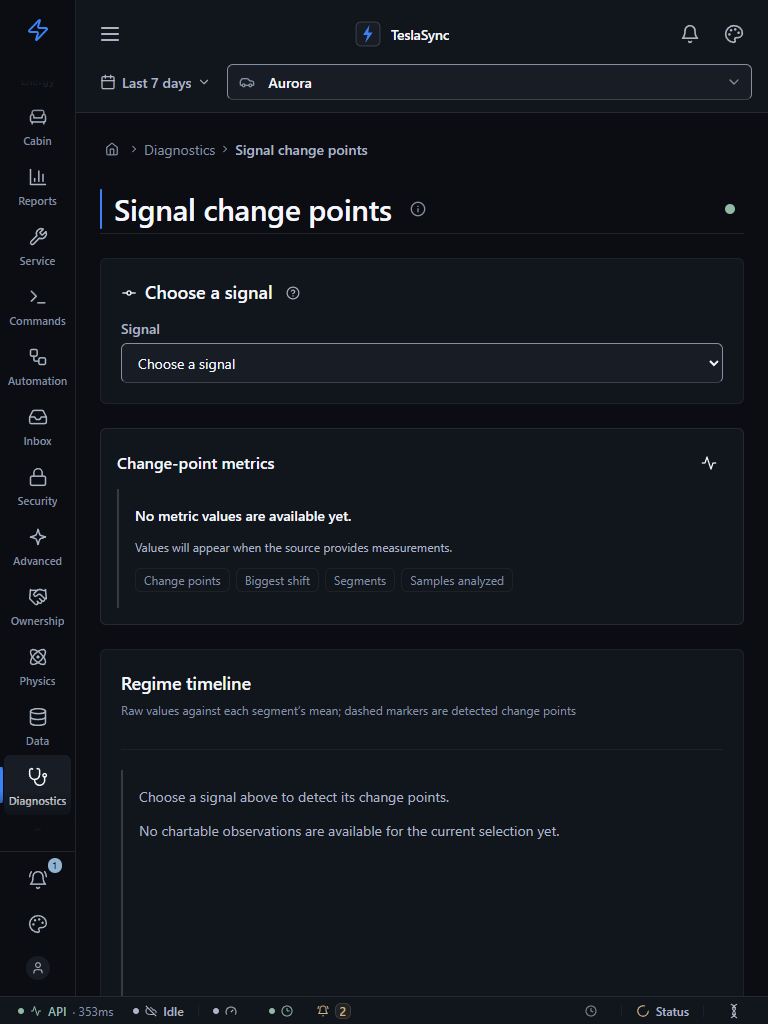 TeslaSync
Last 7 days
Aurora
Cabin
Reports
Service
Commands
Automation
Inbox
Security
Advanced
Ownership
Physics
Data
Diagnostics
1
Diagnostics
Signal change points
Signal change points
Choose a signal
Signal
Choose a signal
Change-point metrics
No metric values are available yet.
Values will appear when the source provides measurements.
Change points
Biggest shift
Segments
Samples analyzed
Regime timeline
Raw values against each segment's mean; dashed markers are detected change points
Choose a signal above to detect its change points.
No chartable observations are available for the current selection yet.
API · 353ms
Idle
2
Status